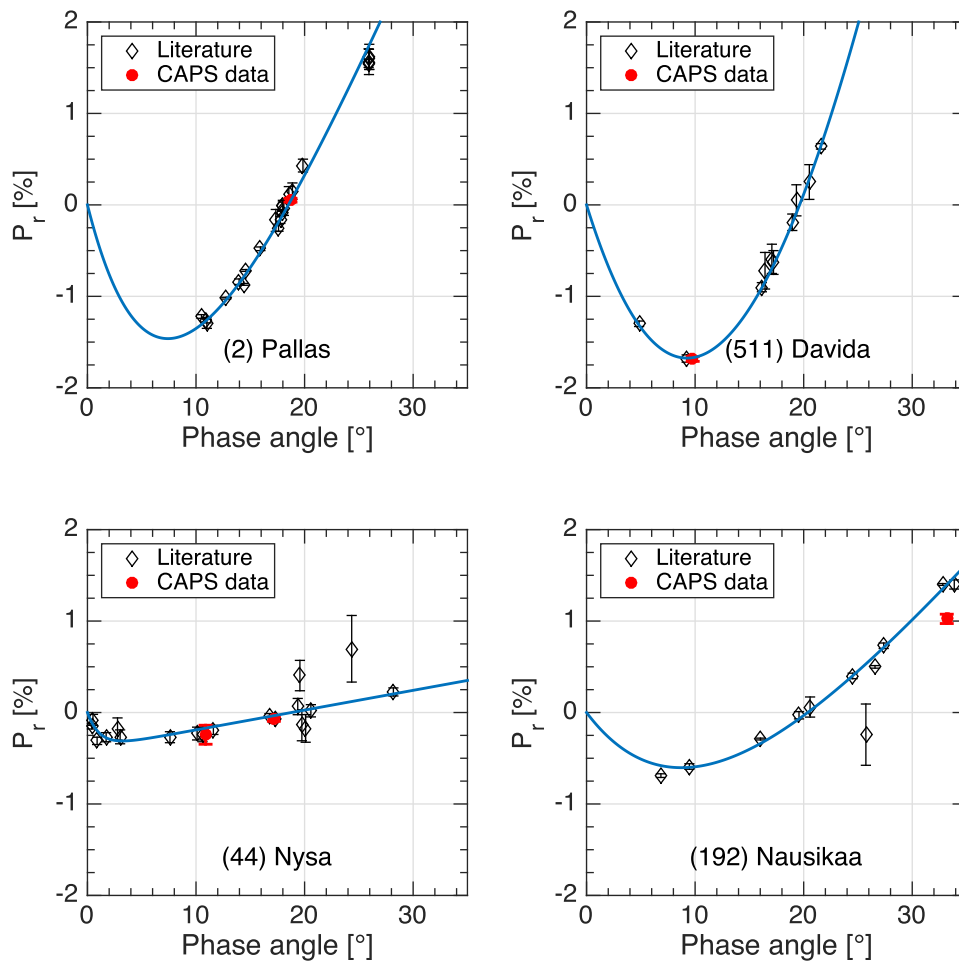 2
1
0
-1
-2
P_r [%]
Literature
CAPS data
(2) Pallas
0 10 20 30
Phase angle [°]
2
1
0
-1
-2
P_r [%]
Literature
CAPS data
(511) Davida
0 10 20 30
Phase angle [°]
2
1
0
-1
-2
P_r [%]
Literature
CAPS data
(44) Nysa
0 10 20 30
Phase angle [°]
2
1
0
-1
-2
P_r [%]
Literature
CAPS data
(192) Nausikaa
0 10 20 30
Phase angle [°]